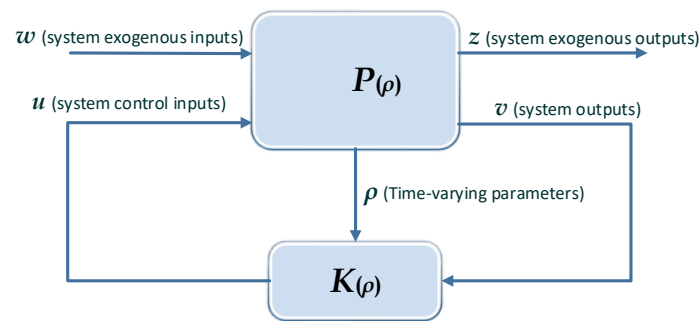 w (system exogenous inputs)
z (system exogenous outputs)
P(ρ)
u (system control inputs)
v (system outputs)
ρ (Time-varying parameters)
K(ρ)